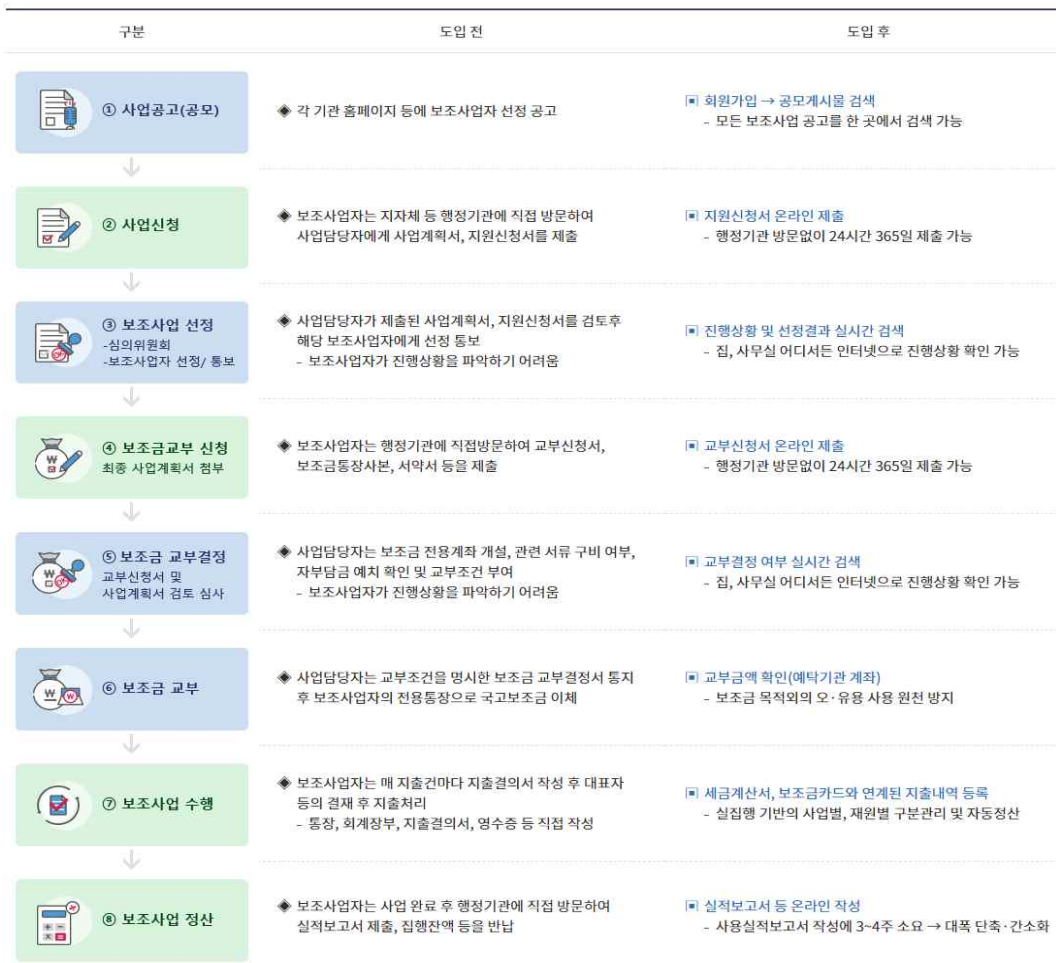 구분 도입 전 도입 후
① 사업공고(공모)
◈ 각 기관 홈페이지 등에 보조사업자 선정 공고
▣ 회원가입 → 공모게시물 검색
- 모든 보조사업 공고를 한 곳에서 검색 가능
② 사업신청
◈ 보조사업자는 지자체 등 행정기관에 직접 방문하여
사업담당자에게 사업계획서, 지원신청서를 제출
▣ 지원신청서 온라인 제출
- 행정기관 방문없이 24시간 365일 제출 가능
③ 보조사업 선정
-심의위원회
-보조사업자 선정/ 통보
◈ 사업담당자가 제출된 사업계획서, 지원신청서를 검토후
해당 보조사업자에게 선정 통보
- 보조사업자가 진행상황을 파악하기 어려움
▣ 진행상황 및 선정결과 실시간 검색
- 집, 사무실 어디서든 인터넷으로 진행상황 확인 가능
④ 보조금교부 신청
최종 사업계획서 첨부
◈ 보조사업자는 행정기관에 직접방문하여 교부신청서,
보조금통장사본, 서약서 등을 제출
▣ 교부신청서 온라인 제출
- 행정기관 방문없이 24시간 365일 제출 가능
⑤ 보조금 교부결정
교부신청서 및
사업계획서 검토 심사
◈ 사업담당자는 보조금 전용계좌 개설, 관련 서류 구비 여부,
자부담금 예치 확인 및 교부조건 부여
- 보조사업자가 진행상황을 파악하기 어려움
▣ 교부결정 여부 실시간 검색
- 집, 사무실 어디서든 인터넷으로 진행상황 확인 가능
⑥ 보조금 교부
◈ 사업담당자는 교부조건을 명시한 보조금 교부결정서 통지
후 보조사업자의 전용통장으로 국고보조금 이체
▣ 교부금액 확인(예탁기관 계좌)
- 보조금 목적외의 오·유용 사용 원천 방지
⑦ 보조사업 수행
◈ 보조사업자는 매 지출건마다 지출결의서 작성 후 대표자
등의 결재 후 지출처리
- 통장, 회계장부, 지출결의서, 영수증 등 직접 작성
▣ 세금계산서, 보조금카드와 연계된 지출내역 등록
- 실집행 기반의 사업별, 재원별 구분관리 및 자동정산
⑧ 보조사업 정산
◈ 보조사업자는 사업 완료 후 행정기관에 직접 방문하여
실적보고서 제출, 집행잔액 등을 반납
▣ 실적보고서 등 온라인 작성
- 사용실적보고서 작성에 3~4주 소요 → 대폭 단축·간소화